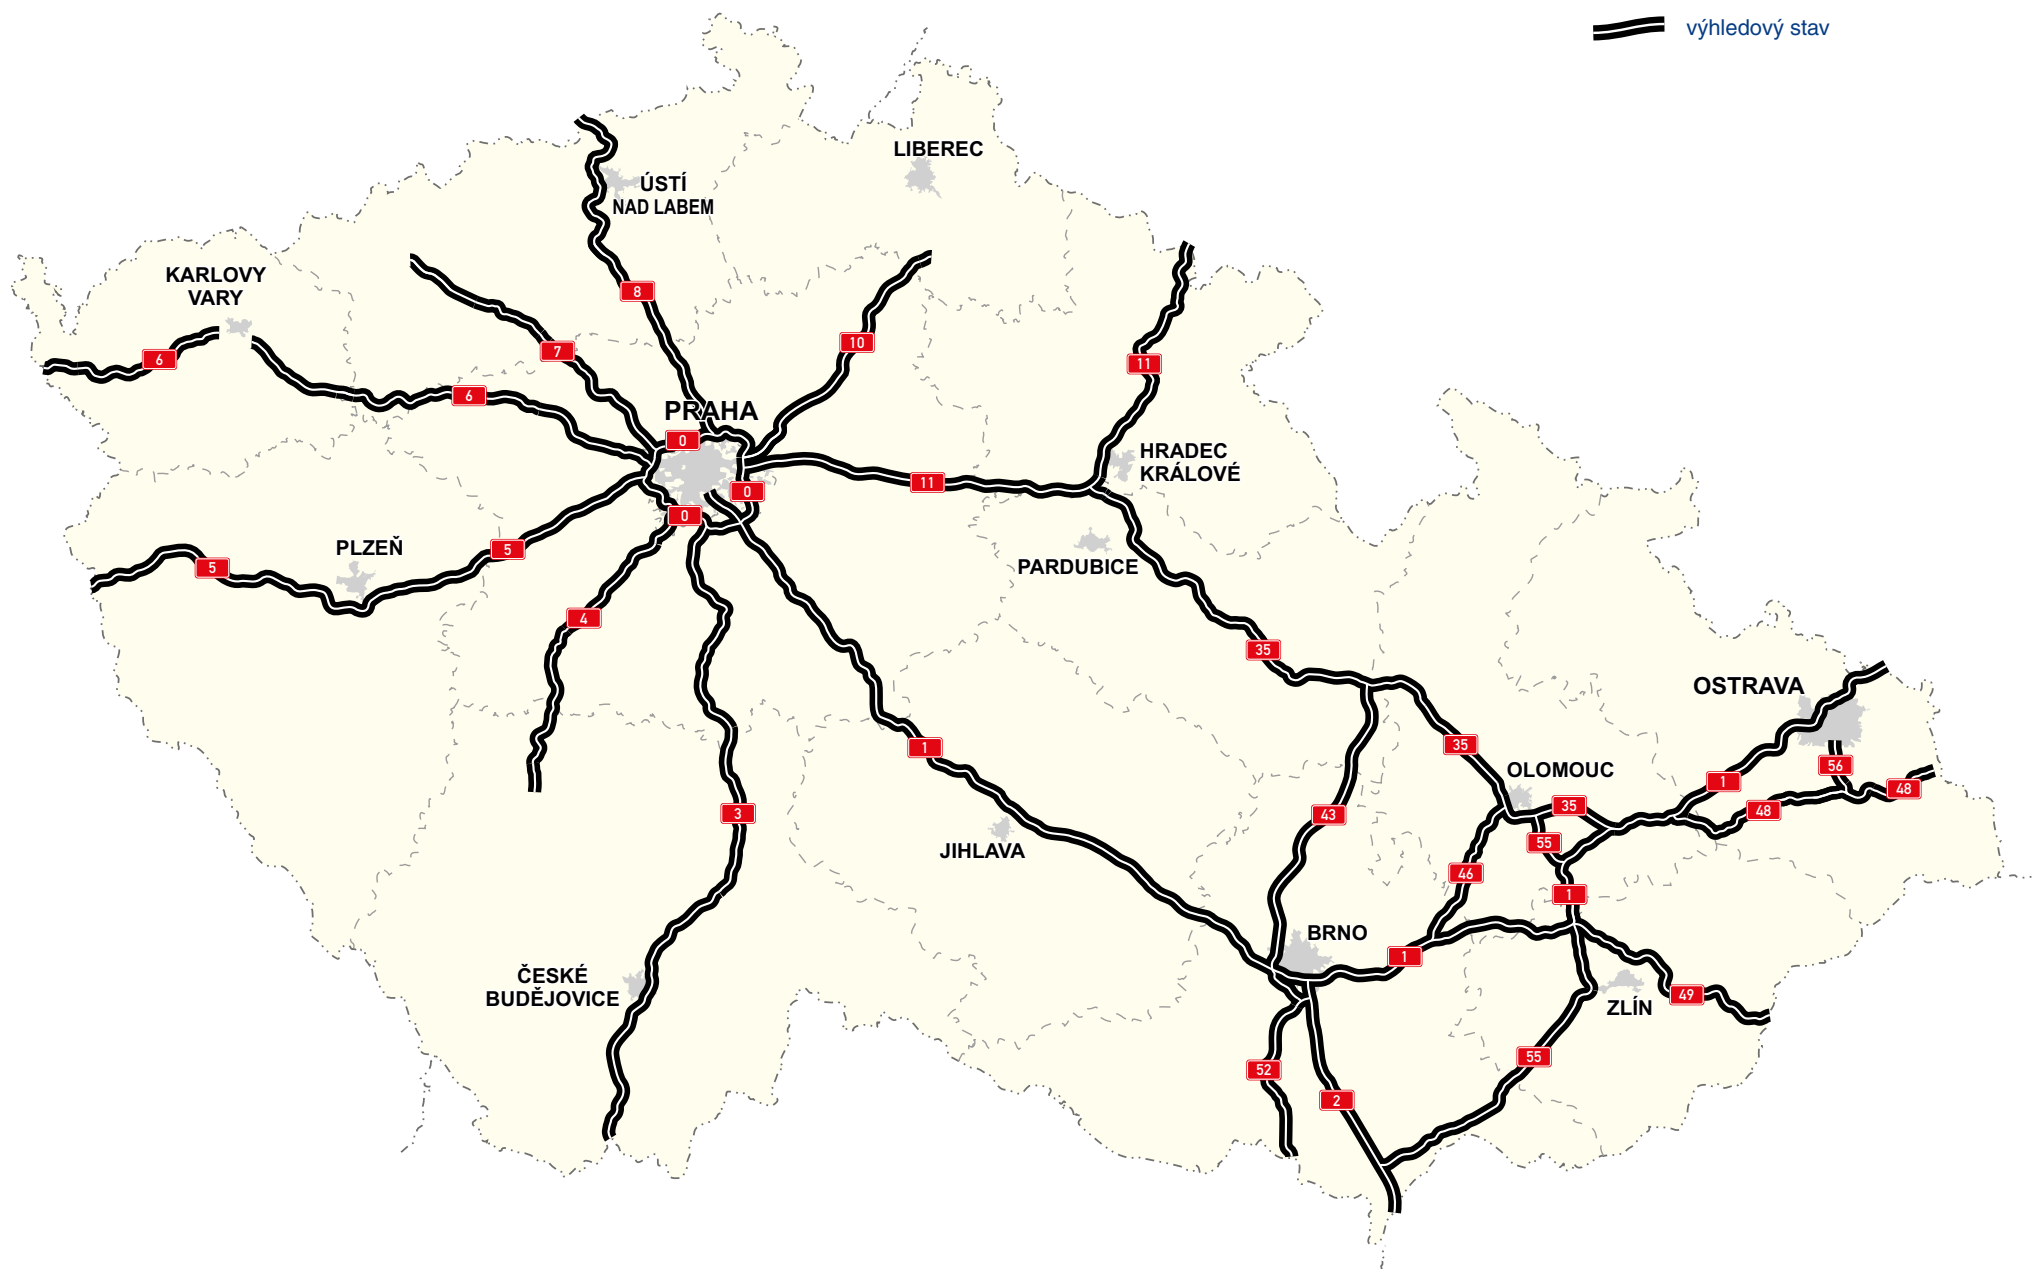 výhledový stav
LIBEREC
ÚSTÍ
NAD LABEM
KARLOVY
VARY
8
10
7
6
11
6
PRAHA
0
HRADEC
KRÁLOVÉ
11
0
0
PLZEŇ
5
5
PARDUBICE
4
35
OSTRAVA
35
1
OLOMOUC
56
1
48
35
48
3
43
55
JIHLAVA
46
1
BRNO
1
ČESKÉ
BUDĚJOVICE
49
ZLÍN
55
52
2